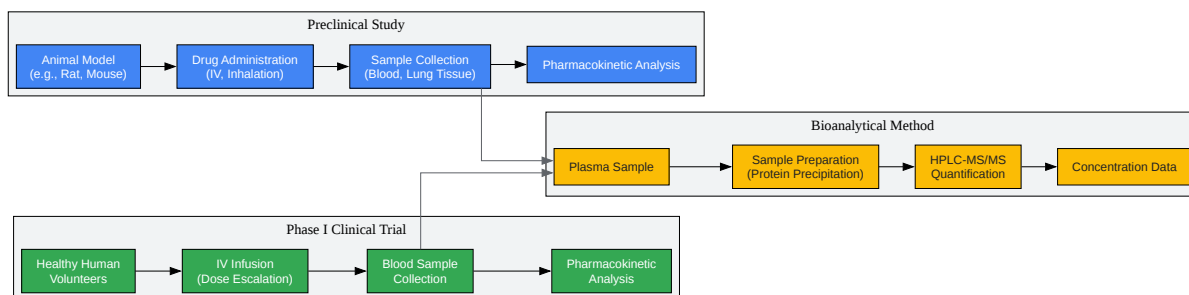 Preclinical Study
Animal Model
(e.g., Rat, Mouse)
Drug Administration
(IV, Inhalation)
Sample Collection
(Blood, Lung Tissue)
Pharmacokinetic Analysis
Bioanalytical Method
Plasma Sample
Sample Preparation
(Protein Precipitation)
HPLC-MS/MS
Quantification
Concentration Data
Phase I Clinical Trial
Healthy Human
Volunteers
IV Infusion
(Dose Escalation)
Blood Sample
Collection
Pharmacokinetic
Analysis